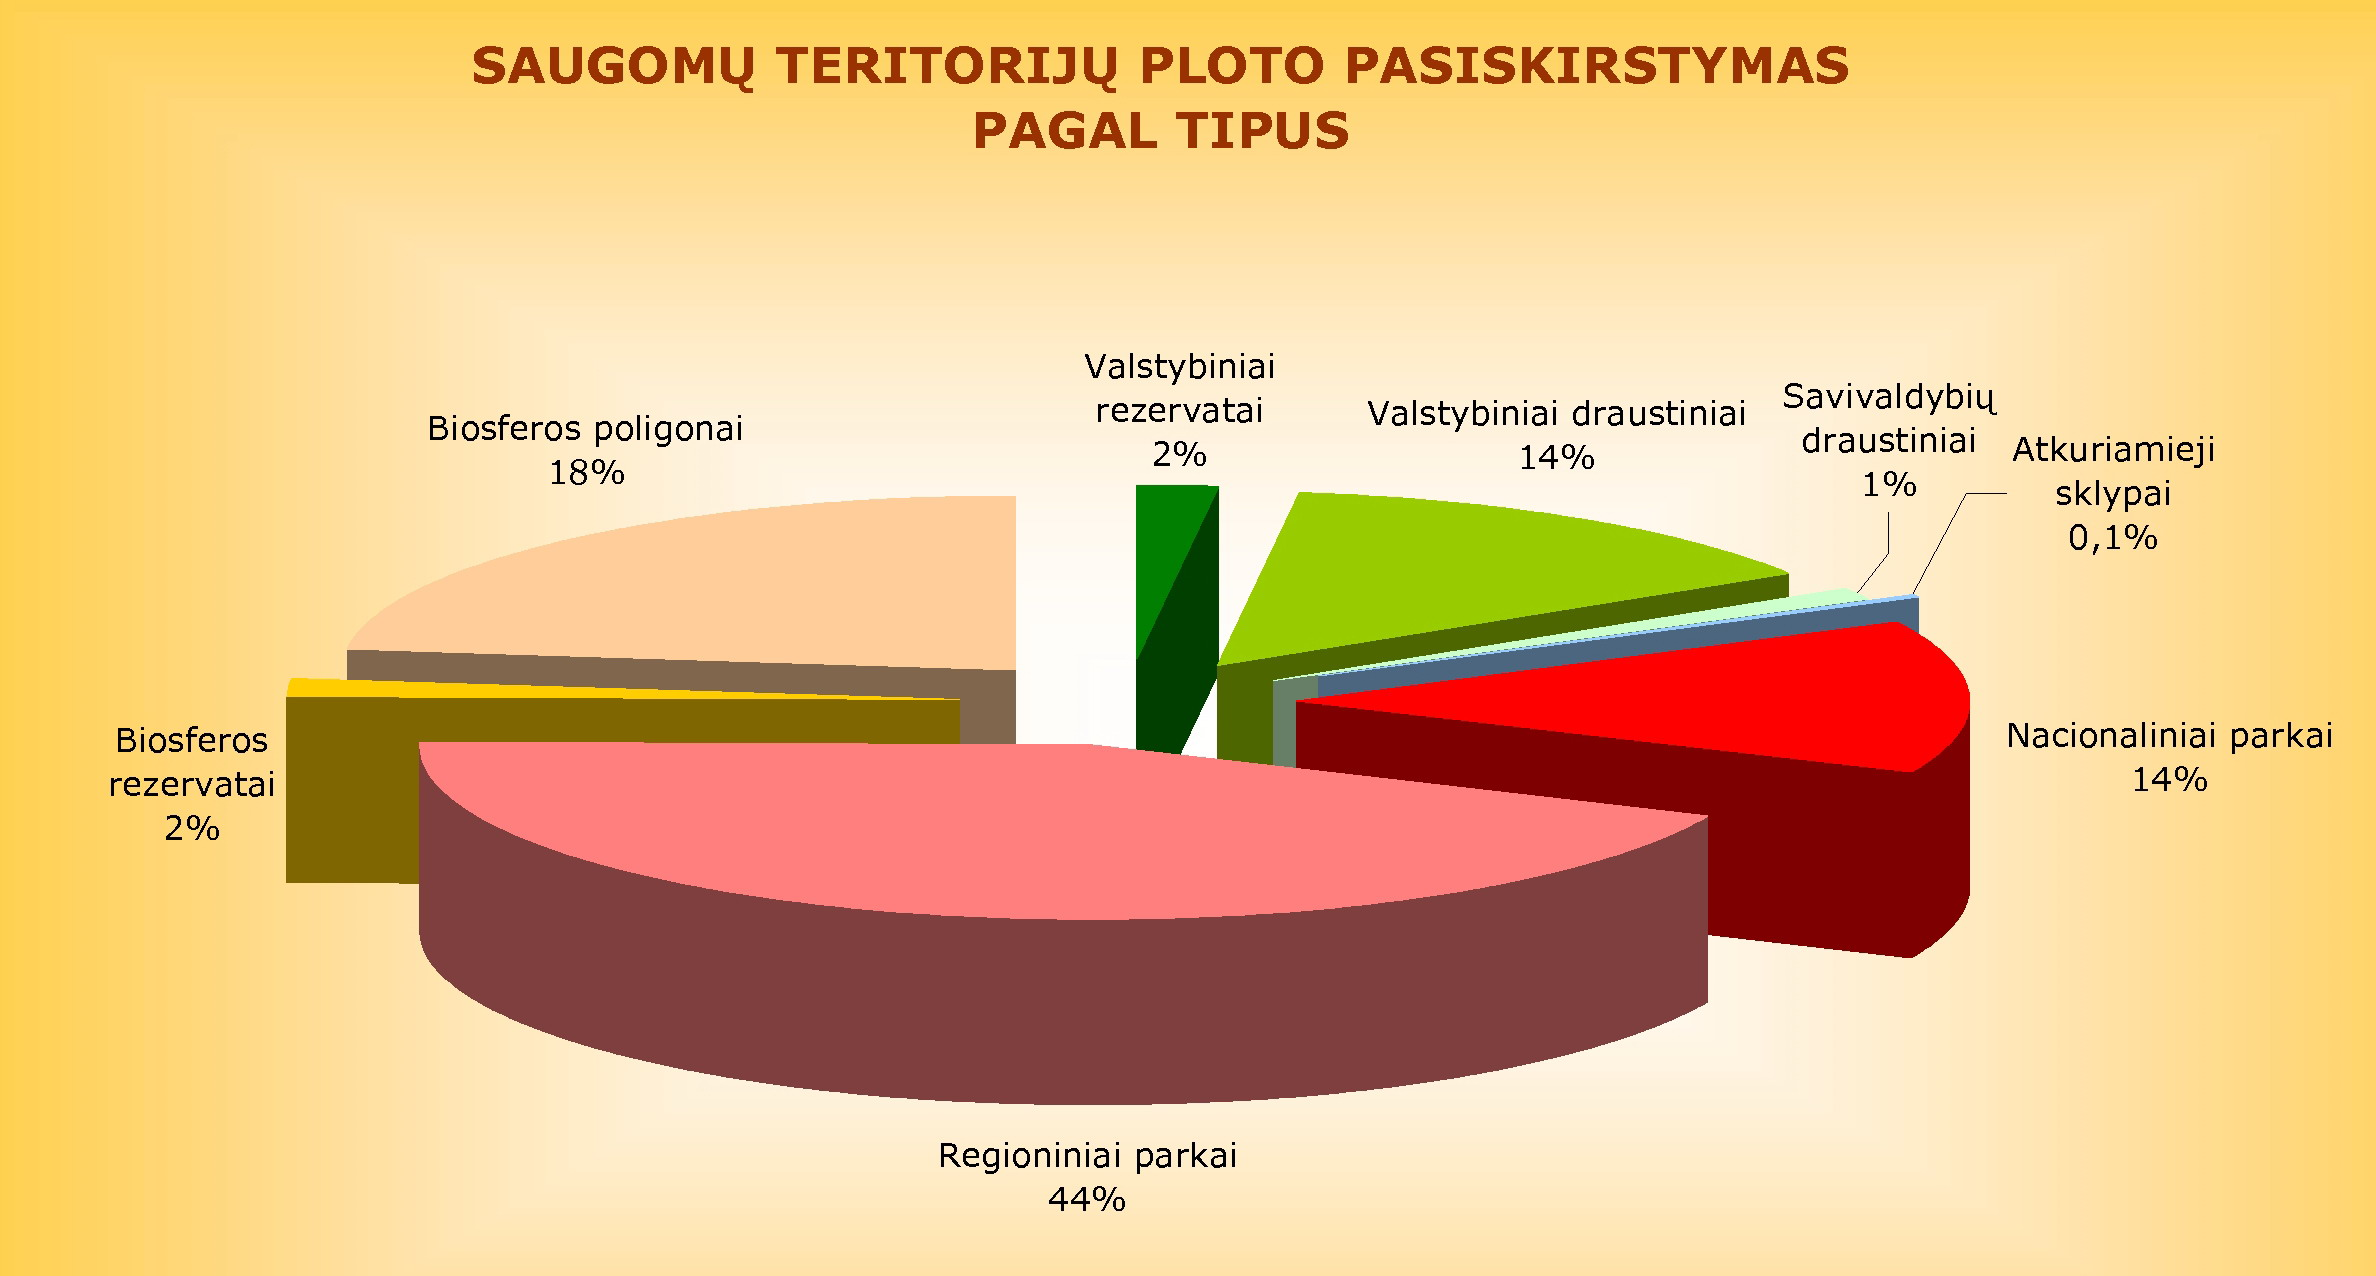 SAUGOMŲ TERITORIJŲ PLOTO PASISKIRSTYMAS
PAGAL TIPUS
Valstybiniai
rezervatai
2%
Valstybiniai draustiniai
14%
Savivaldybių
draustiniai
1%
Atkuriamieji
sklypai
0,1%
Nacionaliniai parkai
14%
Regioniniai parkai
44%
Biosferos
rezervatai
2%
Biosferos poligonai
18%